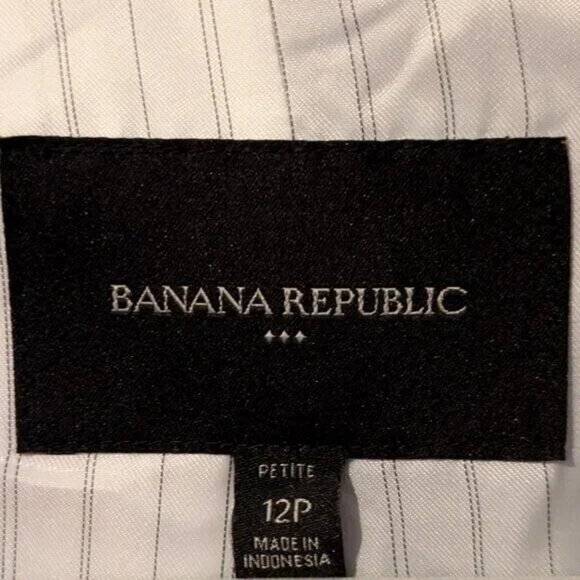 BANANA REPUBLIC
PETITE
12P
MADE IN
INDONESIA